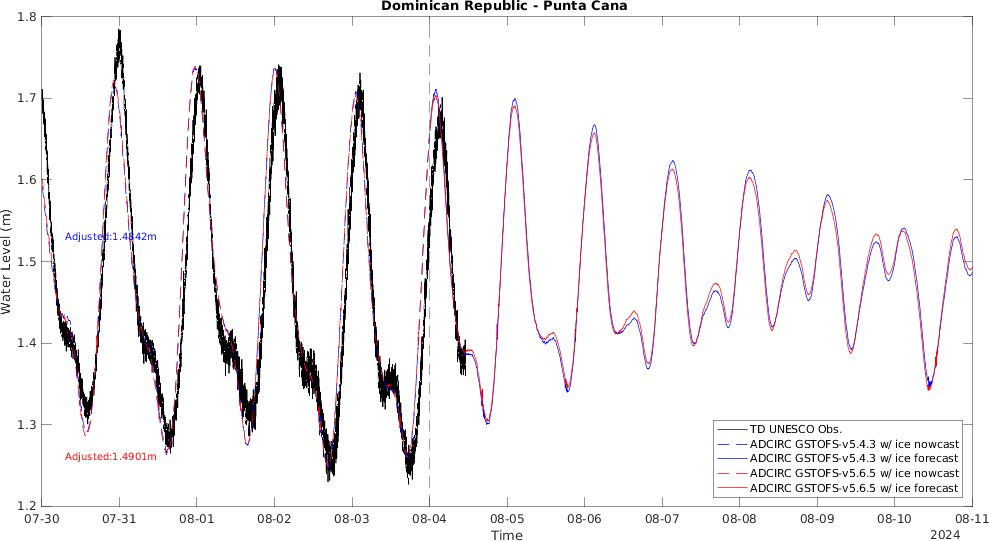 Dominican Republic - Punta Cana
1.8
1.7
1.6
1.5
1.4
1.3
1.2
Water Level (m)
Adjusted:1.4842m
Adjusted:1.4901m
TD UNESCO Obs.
ADCIRC GSTOFS-v5.4.3 w/ ice nowcast
ADCIRC GSTOFS-v5.4.3 w/ ice forecast
ADCIRC GSTOFS-v5.6.5 w/ ice nowcast
ADCIRC GSTOFS-v5.6.5 w/ ice forecast
07-30 07-31 08-01 08-02 08-03 08-04 08-05 08-06 08-07 08-08 08-09 08-10 08-11
Time
2024